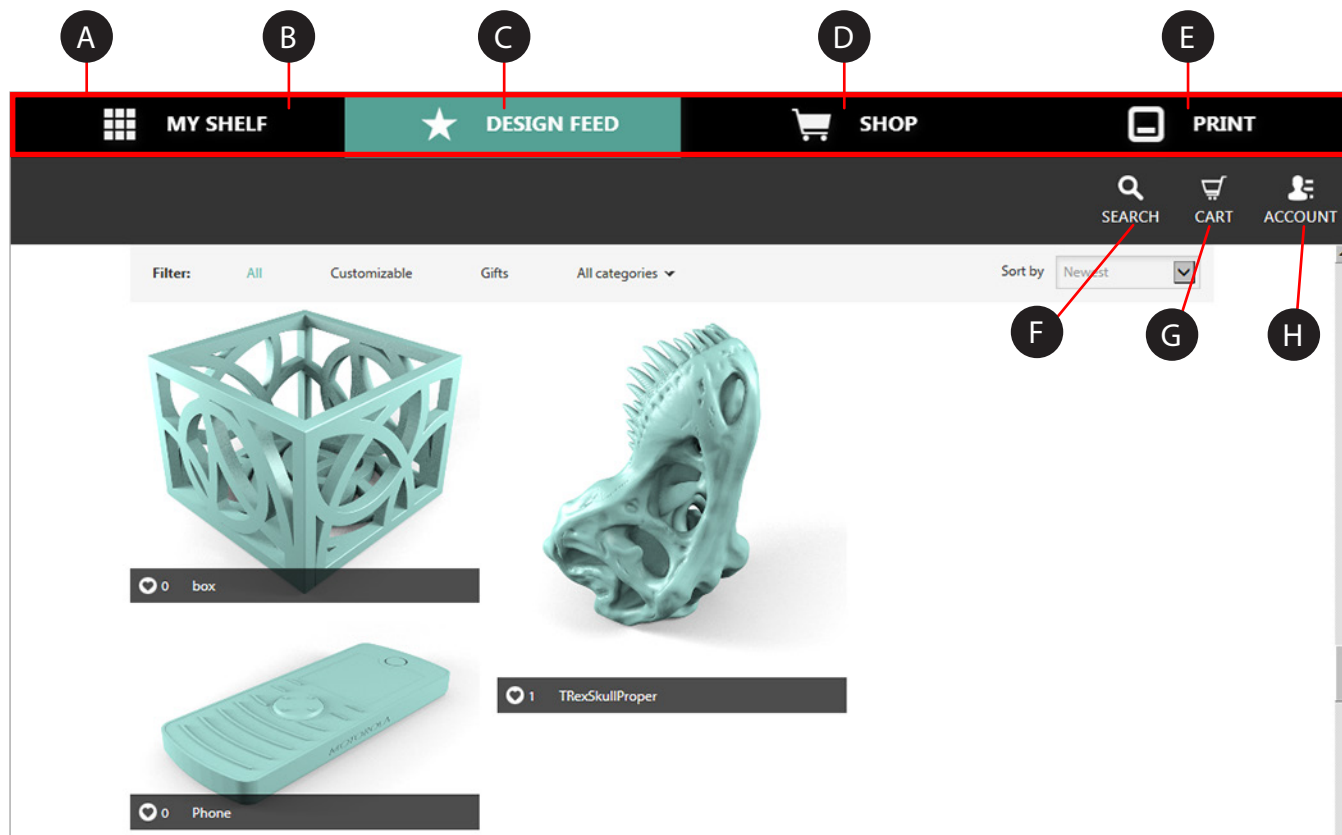 A B C D E
MY SHELF DESIGN FEED SHOP PRINT
SEARCH CART ACCOUNT
Filter: All Customizable Gifts All categories Sort by Newest
F G H
0 box
MOTOROLA
1 TRexSkullProper
0 Phone